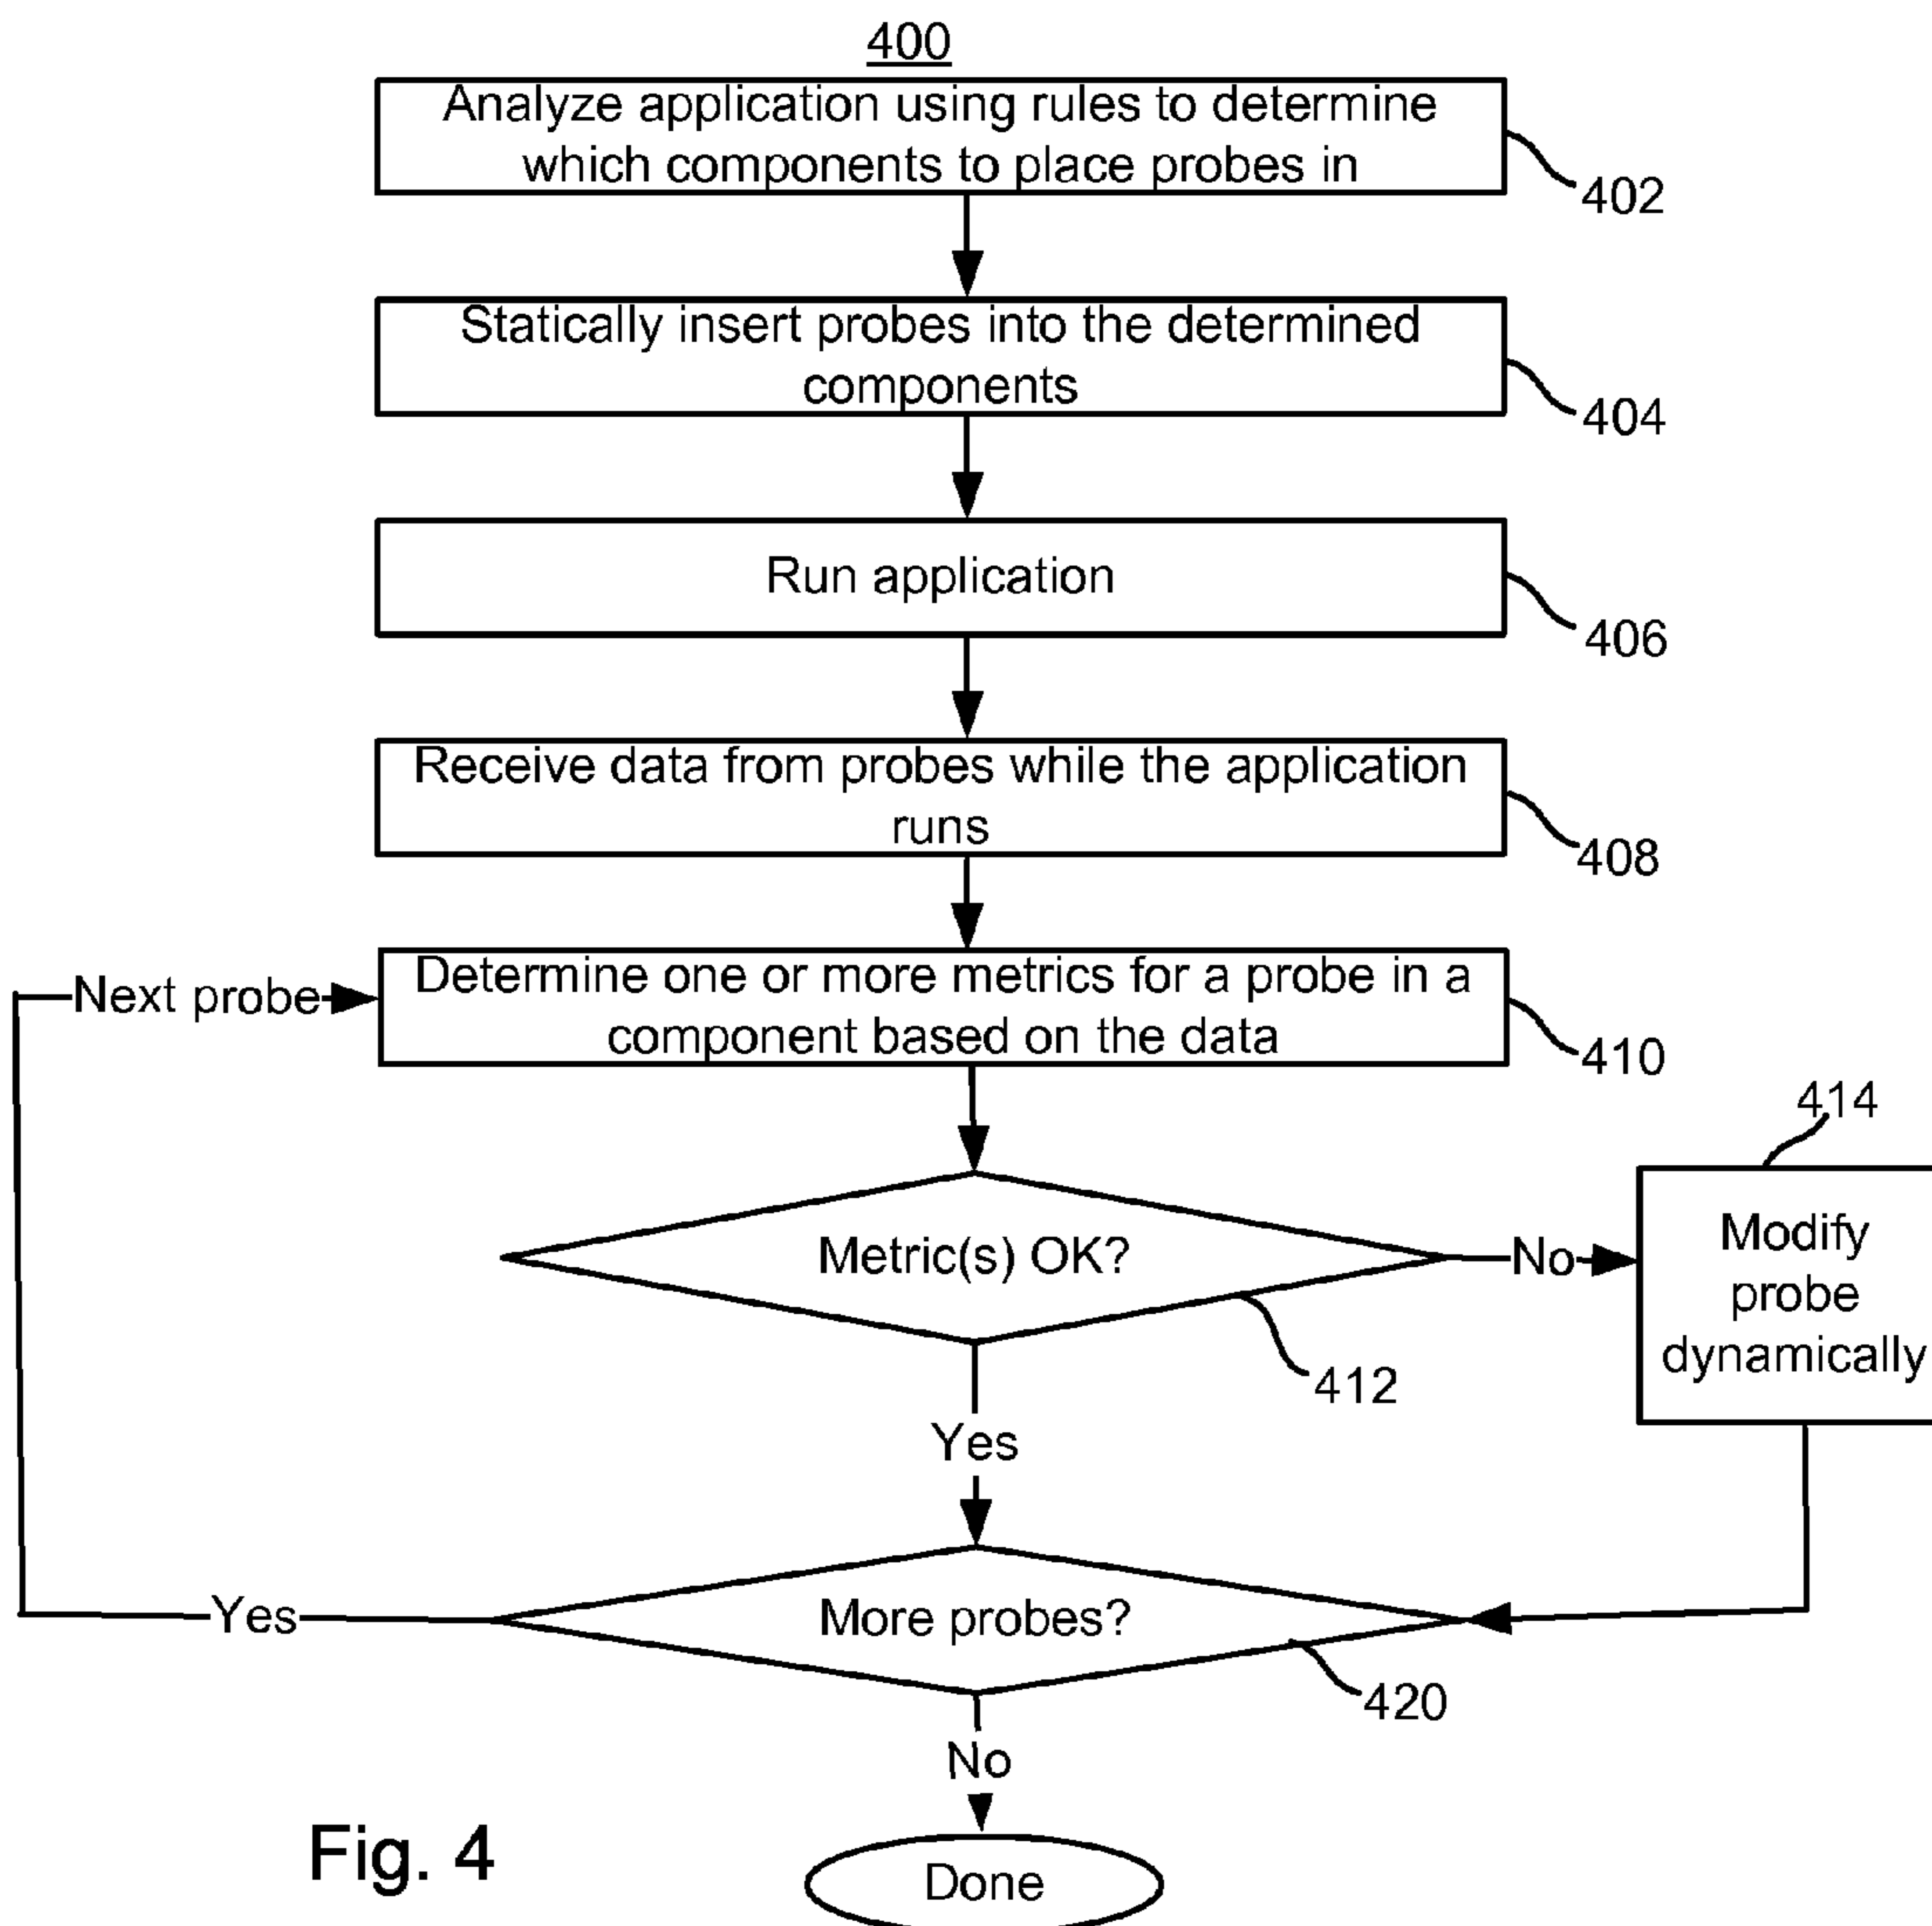 400
Analyze application using rules to determine
which components to place probes in
402
Statically insert probes into the determined
components
404
Run application
406
Receive data from probes while the application
runs
408
Next probe
Determine one or more metrics for a probe in a
component based on the data
410
414
Metric(s) OK?
No
Modify
probe
dynamically
412
Yes
Yes
More probes?
420
No
Fig. 4
Done